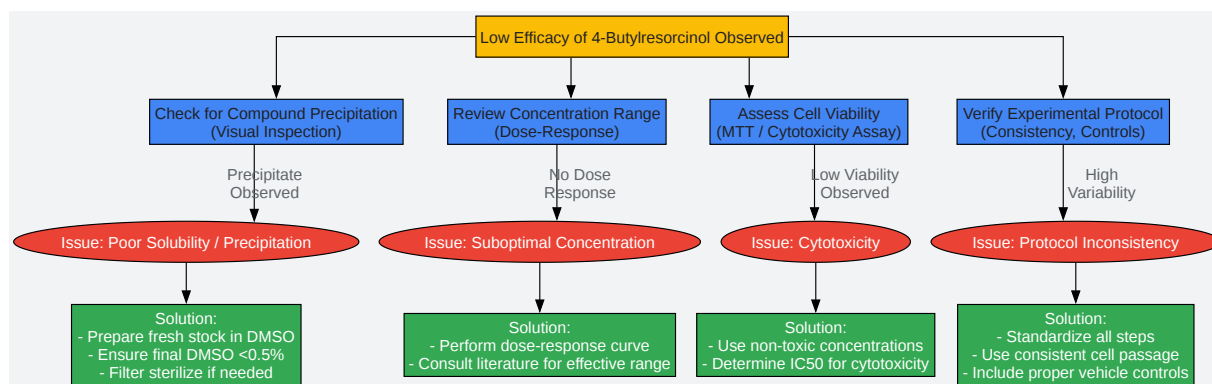 Low Efficacy of 4-Butylresorcinol Observed
Check for Compound Precipitation
(Visual Inspection)
Review Concentration Range
(Dose-Response)
Assess Cell Viability
(MTT / Cytotoxicity Assay)
Verify Experimental Protocol
(Consistency, Controls)
Precipitate
Observed
No Dose
Response
Low Viability
Observed
High
Variability
Issue: Poor Solubility / Precipitation
Issue: Suboptimal Concentration
Issue: Cytotoxicity
Issue: Protocol Inconsistency
Solution:
- Prepare fresh stock in DMSO
- Ensure final DMSO <0.5%
- Filter sterilize if needed
Solution:
- Perform dose-response curve
- Consult literature for effective range
Solution:
- Use non-toxic concentrations
- Determine IC50 for cytotoxicity
Solution:
- Standardize all steps
- Use consistent cell passage
- Include proper vehicle controls